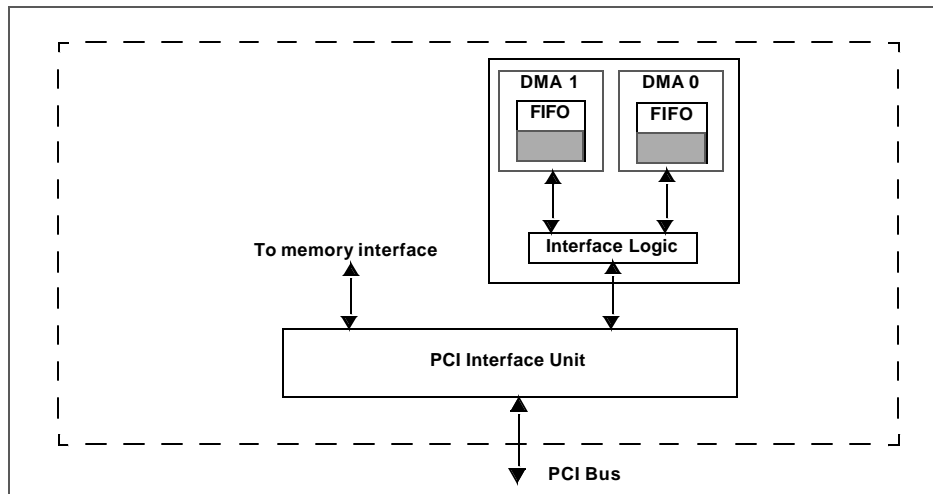 DMA 1
DMA 0
FIFO
FIFO
Interface Logic
To memory interface
PCI Interface Unit
PCI Bus